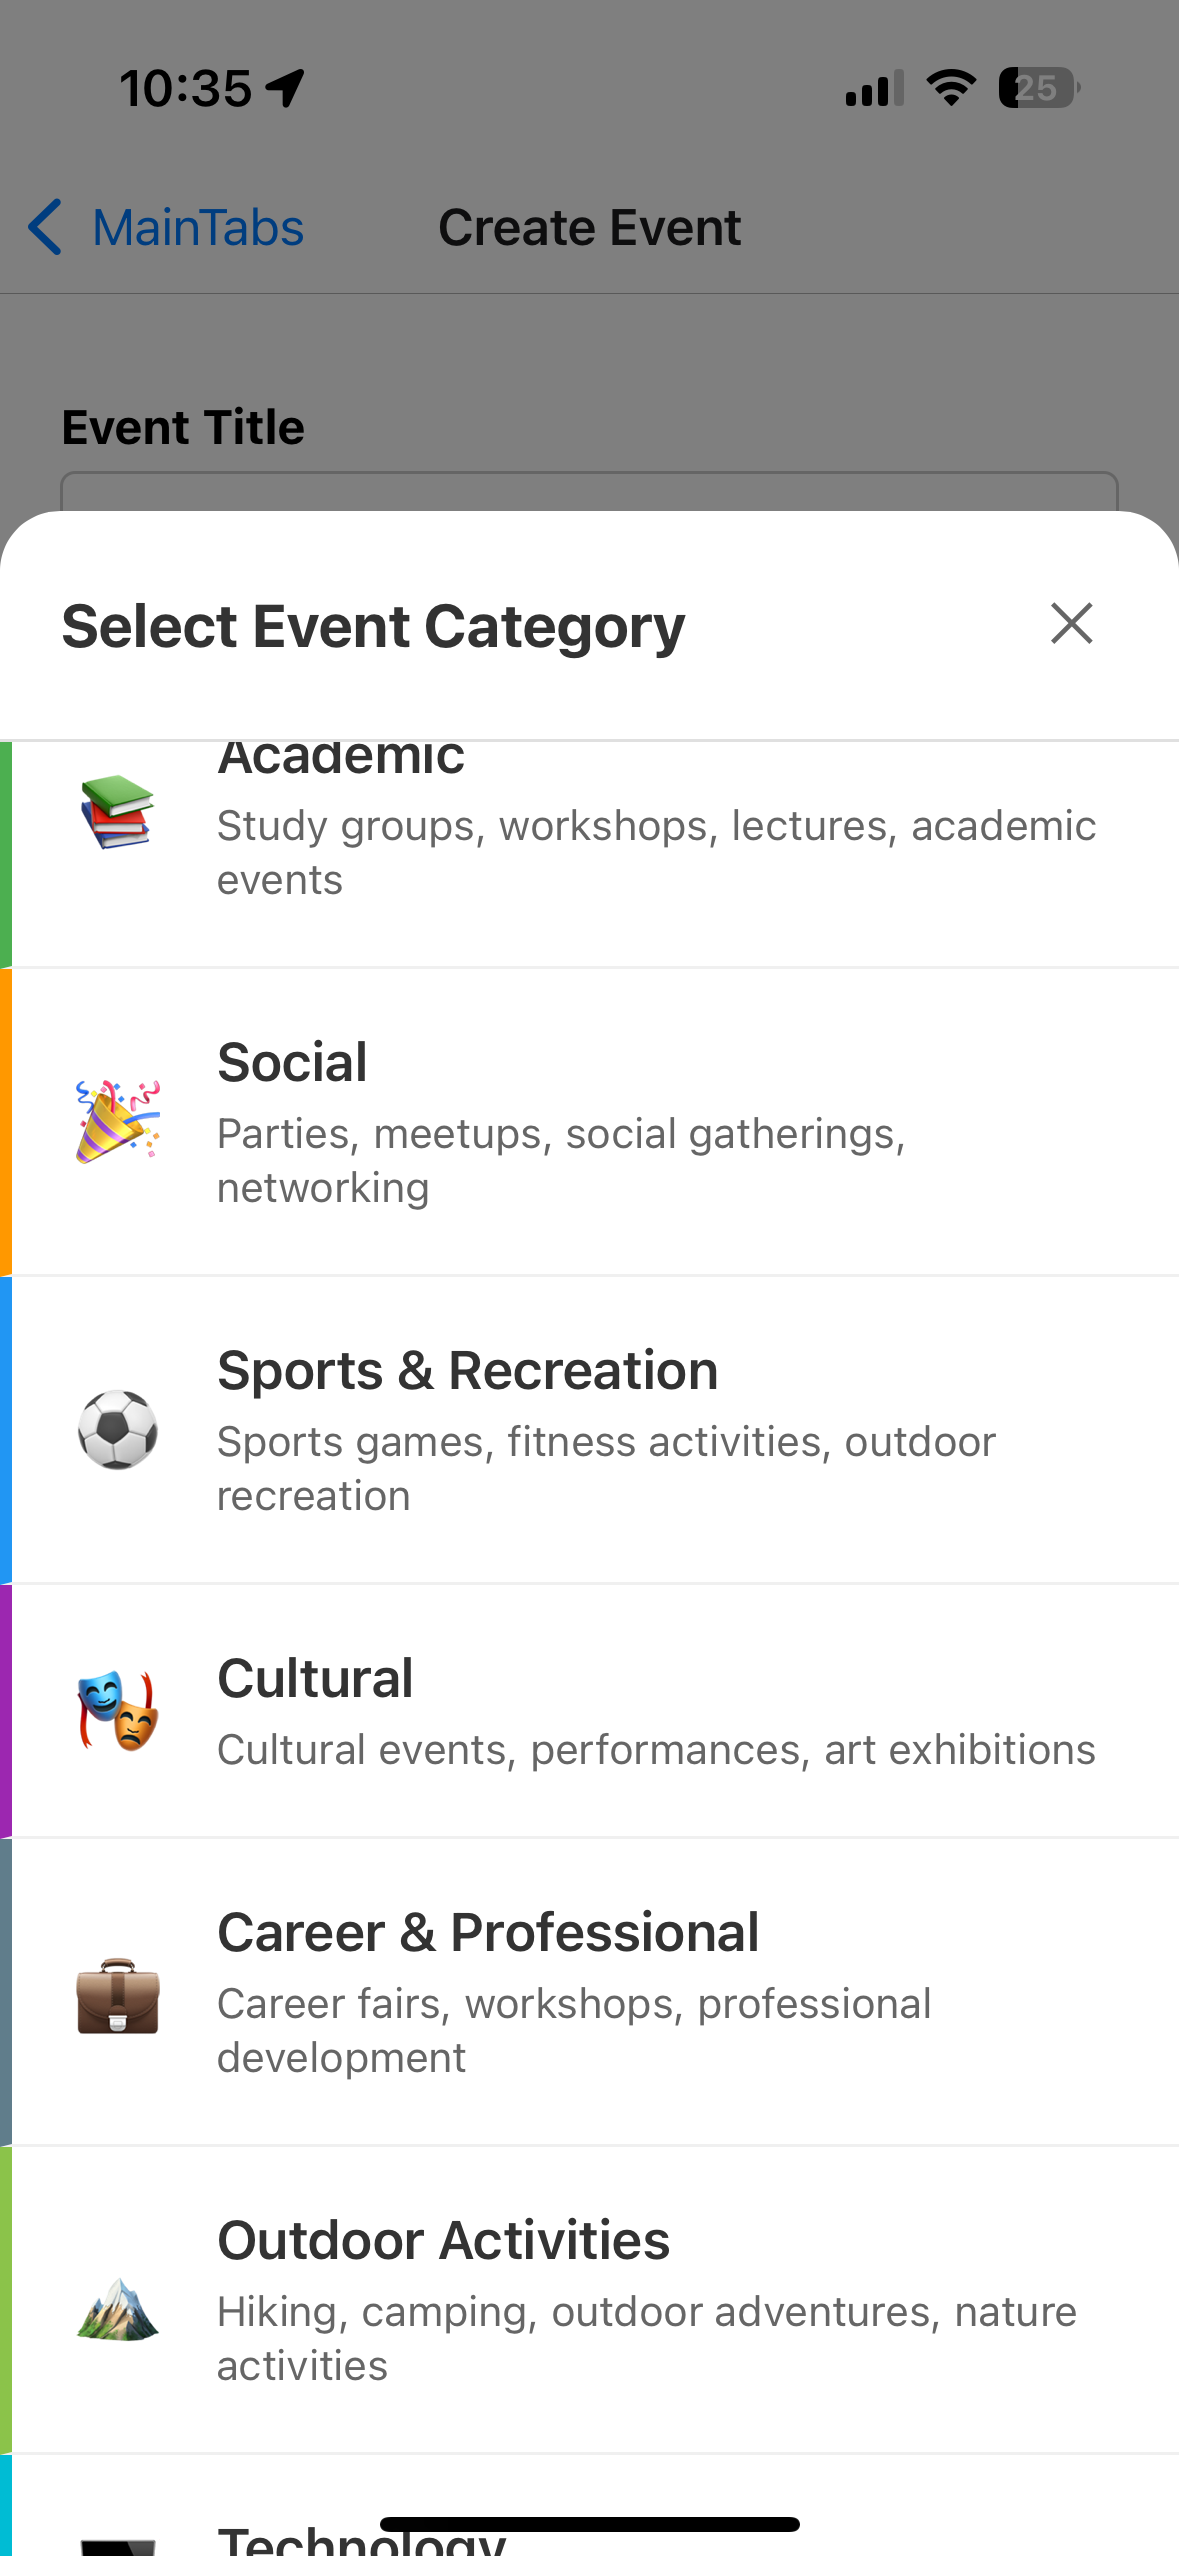 10:35
25
MainTabs
Create Event
Event Title
Select Event Category
Academic
Study groups, workshops, lectures, academic
events
Social
Parties, meetups, social gatherings,
networking
Sports & Recreation
Sports games, fitness activities, outdoor
recreation
Cultural
Cultural events, performances, art exhibitions
Career & Professional
Career fairs, workshops, professional
development
Outdoor Activities
Hiking, camping, outdoor adventures, nature
activities
Technology